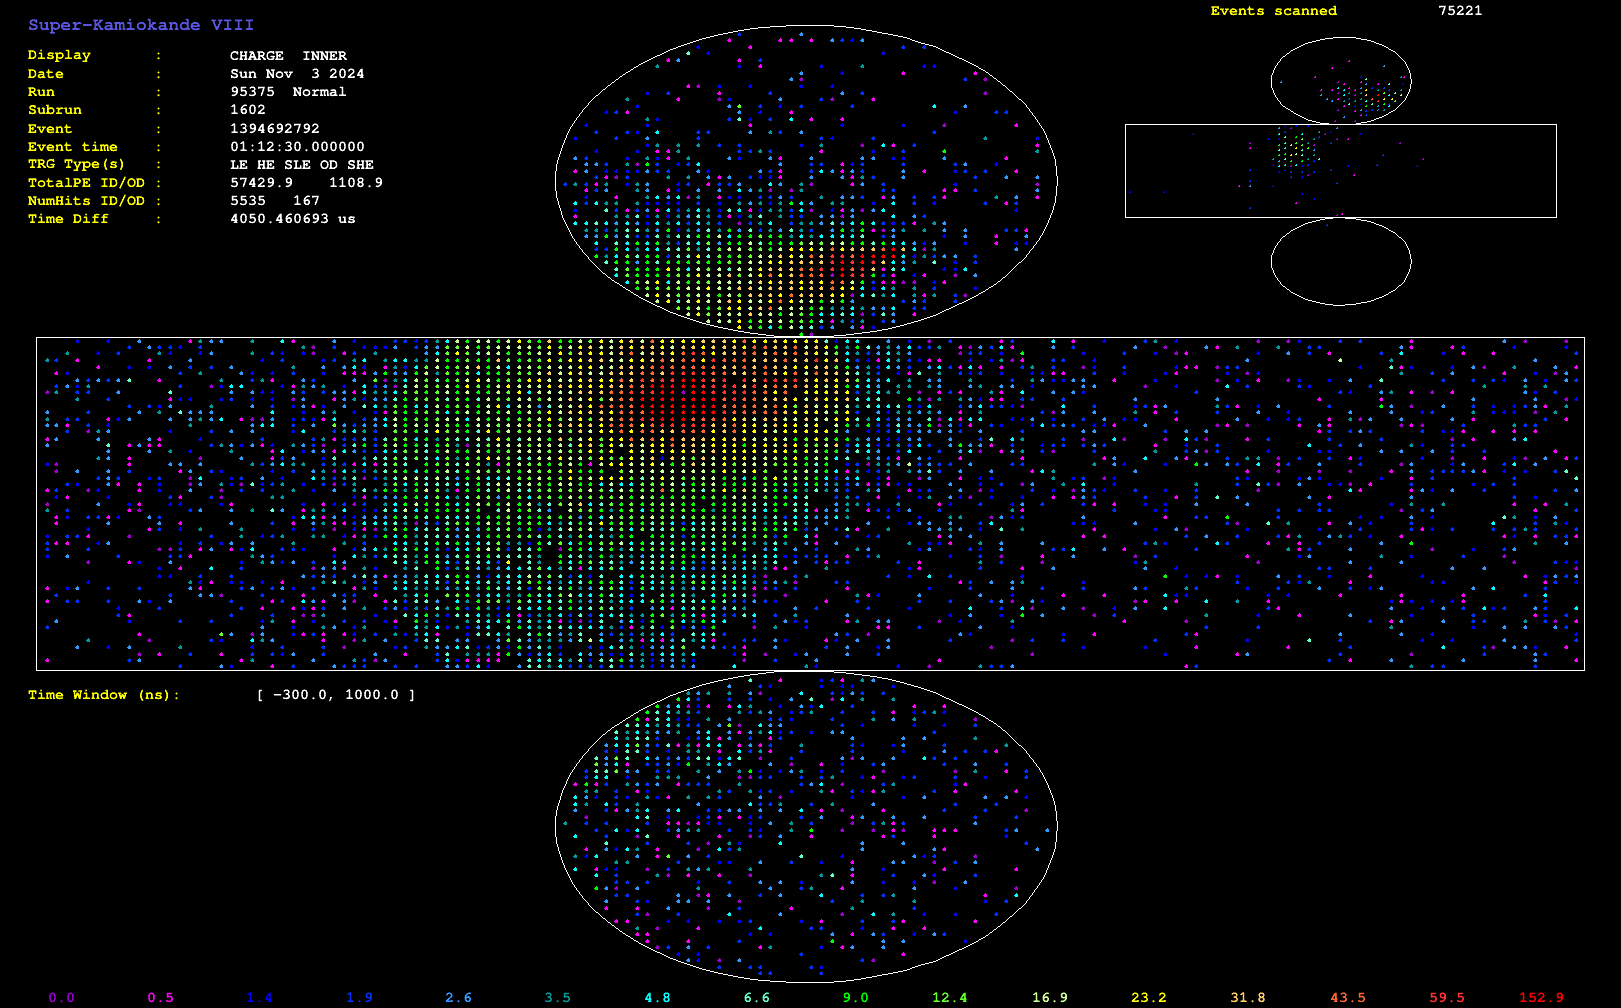 Super-Kamiokande VIII
Events scanned 75221
Display : CHARGE INNER
Date : Sun Nov 3 2024
Run : 95375 Normal
Subrun : 1602
Event : 1394692792
Event time : 01:12:30.000000
TRG Type(s) : LE HE SLE OD SHE
TotalPE ID/OD : 57429.9 1108.9
NumHits ID/OD : 5535 167
Time Diff : 4050.460693 us
Time Window (ns): [ -300.0, 1000.0 ]
0.0 0.5 1.4 1.9 2.6 3.5 4.8 6.6 9.0 12.4 16.9 23.2 31.8 43.5 59.5 152.9